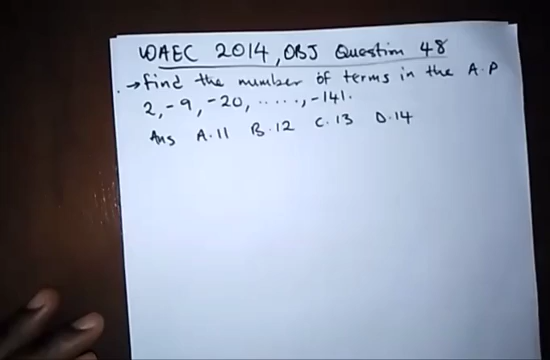 WAEC 2014, OBJ Question 48
→find the number of terms in the A.P
2, -9, -20, ....., -141.
Ans A.11 B.12 C.13 D.14